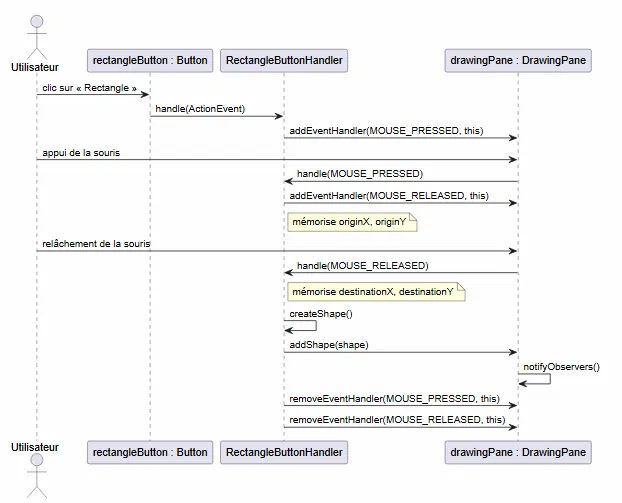 Utilisateur
rectangleButton : Button
RectangleButtonHandler
drawingPane : DrawingPane
clic sur « Rectangle »
handle(ActionEvent)
addEventHandler(MOUSE_PRESSED, this)
appui de la souris
handle(MOUSE_PRESSED)
addEventHandler(MOUSE_RELEASED, this)
mémorise originX, originY
relâchement de la souris
handle(MOUSE_RELEASED)
mémorise destinationX, destinationY
createShape()
addShape(shape)
notifyObservers()
removeEventHandler(MOUSE_PRESSED, this)
removeEventHandler(MOUSE_RELEASED, this)
Utilisateur
rectangleButton : Button
RectangleButtonHandler
drawingPane : DrawingPane